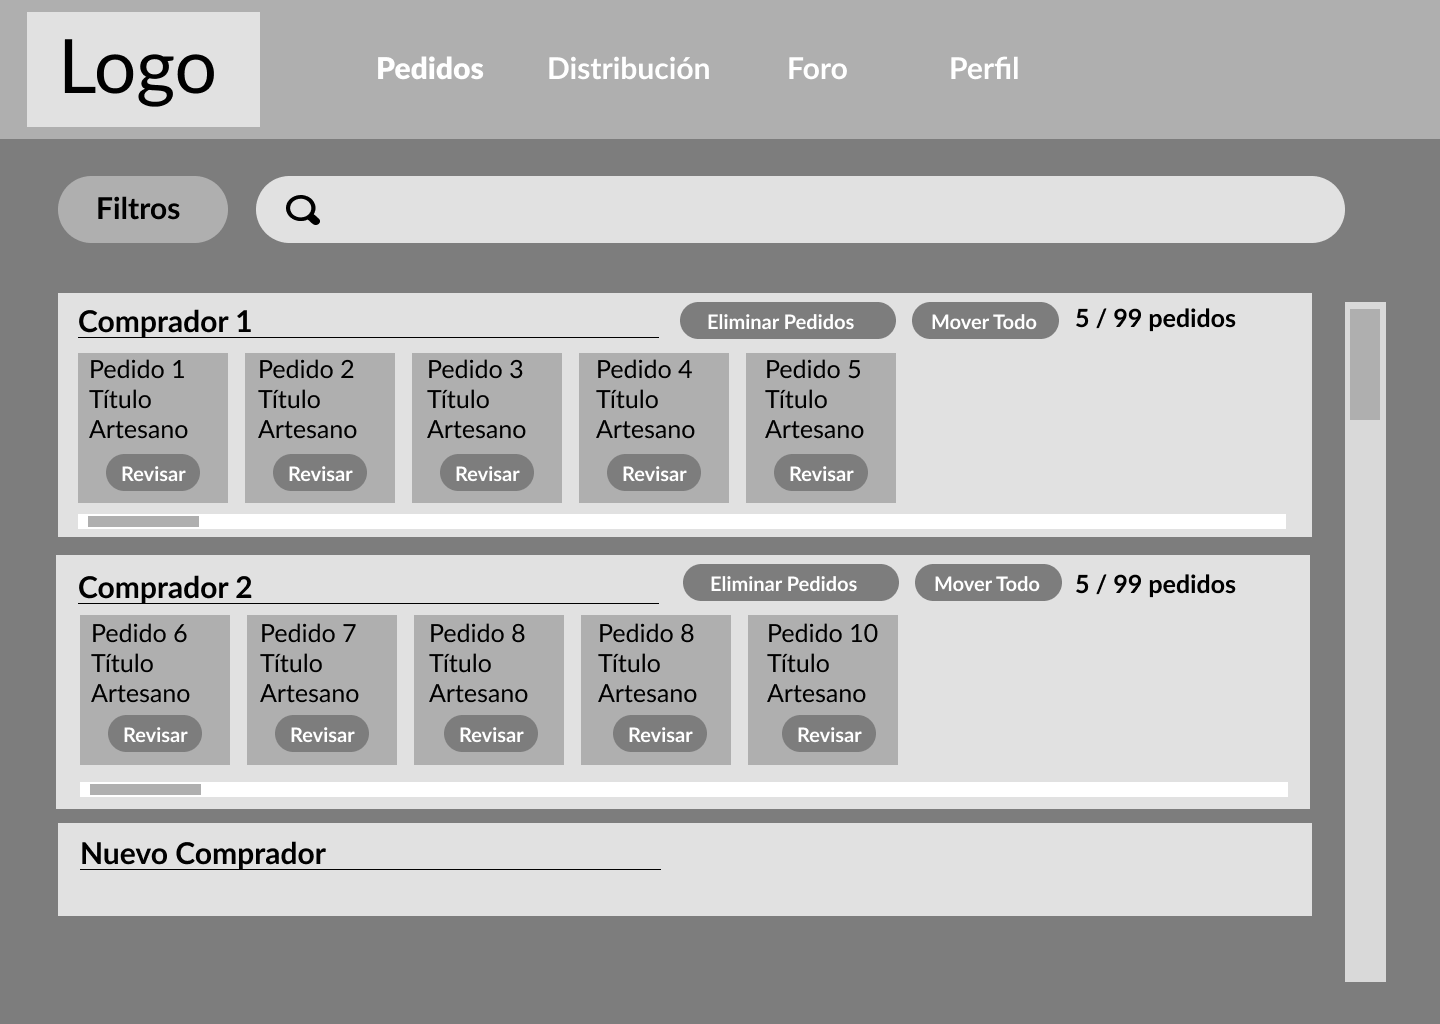 Logo
Pedidos Distribución Foro Perfil
Filtros
Comprador 1 Eliminar Pedidos Mover Todo 5 / 99 pedidos
Pedido 1 Pedido 2 Pedido 3 Pedido 4 Pedido 5
Título Título Título Título Título
Artesano Artesano Artesano Artesano Artesano
Revisar Revisar Revisar Revisar Revisar
Comprador 2 Eliminar Pedidos Mover Todo 5 / 99 pedidos
Pedido 6 Pedido 7 Pedido 8 Pedido 8 Pedido 10
Título Título Título Título Título
Artesano Artesano Artesano Artesano Artesano
Revisar Revisar Revisar Revisar Revisar
Nuevo Comprador